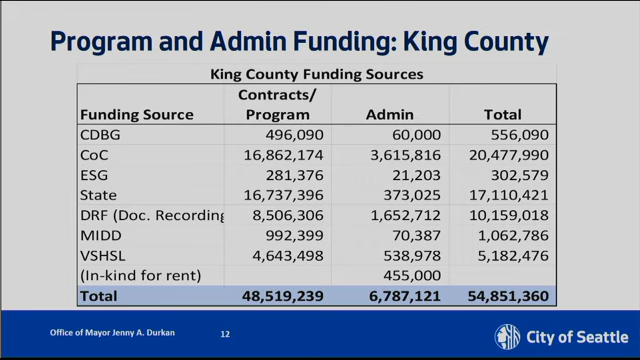 Program and Admin Funding: King County
King County Funding Sources
Funding Source Contracts/ Program Admin Total
CDBG 496,090 60,000 556,090
CoC 16,862,174 3,615,816 20,477,990
ESG 281,376 21,203 302,579
State 16,737,396 373,025 17,110,421
DRF (Doc. Recording 8,506,306 1,652,712 10,159,018
MIDD 992,399 70,387 1,062,786
VSHSL 4,643,498 538,978 5,182,476
(In-kind for rent) 455,000
Total 48,519,239 6,787,121 54,851,360
Office of Mayor Jenny A. Durkan 12 City of Seattle